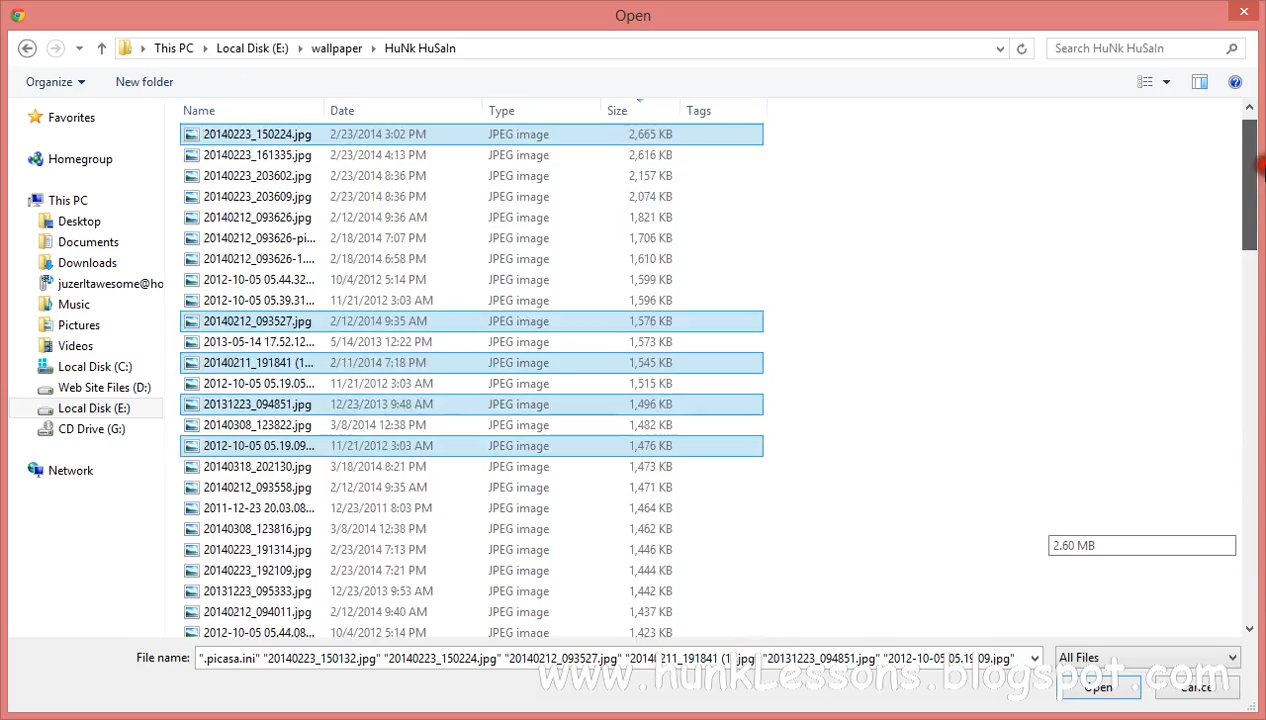 Open
This PC Local Disk (E:) wallpaper HuNk HuSaIn Search HuNk HuSaIn
Organize New folder
Name Date Type Size Tags
Favorites
Homegroup
This PC
Desktop
Documents
Downloads
juzerItawesome@ho
Music
Pictures
Videos
Local Disk (C:)
Web Site Files (D:)
Local Disk (E:)
CD Drive (G:)
Network
20140223_150224.jpg 2/23/2014 3:02 PM JPEG image 2,665 KB
20140223_161335.jpg 2/23/2014 4:13 PM JPEG image 2,616 KB
20140223_203602.jpg 2/23/2014 8:36 PM JPEG image 2,157 KB
20140223_203609.jpg 2/23/2014 8:36 PM JPEG image 2,074 KB
20140212_093626.jpg 2/12/2014 9:36 AM JPEG image 1,821 KB
20140212_093626-pi... 2/18/2014 7:07 PM JPEG image 1,706 KB
20140212_093626-1.... 2/18/2014 6:58 PM JPEG image 1,610 KB
2012-10-05 05.44.32... 10/4/2012 5:14 PM JPEG image 1,599 KB
2012-10-05 05.39.31... 11/21/2012 3:03 AM JPEG image 1,596 KB
20140212_093527.jpg 2/12/2014 9:35 AM JPEG image 1,576 KB
2013-05-14 17.52.12... 5/14/2013 12:22 PM JPEG image 1,573 KB
20140211_191841 (1... 2/11/2014 7:18 PM JPEG image 1,545 KB
2012-10-05 05.19.05... 11/21/2012 3:03 AM JPEG image 1,515 KB
20131223_094851.jpg 12/23/2013 9:48 AM JPEG image 1,496 KB
20140308_123822.jpg 3/8/2014 12:38 PM JPEG image 1,482 KB
2012-10-05 05.19.09... 11/21/2012 3:03 AM JPEG image 1,476 KB
20140318_202130.jpg 3/18/2014 8:21 PM JPEG image 1,473 KB
20140212_093558.jpg 2/12/2014 9:35 AM JPEG image 1,471 KB
2011-12-23 20.03.08... 12/23/2011 8:03 PM JPEG image 1,464 KB
20140308_123816.jpg 3/8/2014 12:38 PM JPEG image 1,462 KB
20140223_191314.jpg 2/23/2014 7:13 PM JPEG image 1,446 KB
20140223_192109.jpg 2/23/2014 7:21 PM JPEG image 1,444 KB
20131223_095333.jpg 12/23/2013 9:53 AM JPEG image 1,442 KB
20140212_094011.jpg 2/12/2014 9:40 AM JPEG image 1,437 KB
2012-10-05 05.44.08... 10/4/2012 5:14 PM JPEG image 1,423 KB
2.60 MB
File name: ".picasa.ini" "20140223_150132.jpg" "20140223_150224.jpg" "20140212_093527.jpg" "20140211_191841 (1).jpg" "20131223_094851.jpg" "2012-10-05 05.19.09.jpg" All Files
Open Cancel
www.hunkLessons.blogspot.com